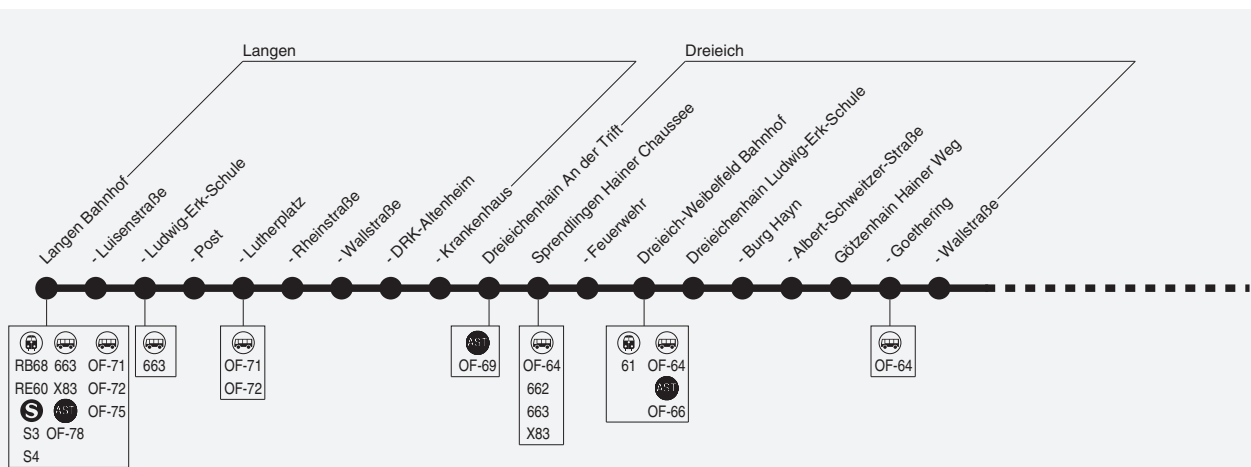 Langen
Dreieich
Langen Bahnhof
- Luisenstraße
- Ludwig-Erk-Schule
- Post
- Lutherplatz
- Rheinstraße
- Wallstraße
- DRK-Altenheim
- Krankenhaus
Dreieichenhain An der Trift
Sprendlingen Hainer Chaussee
- Feuerwehr
Dreieich-Weibelfeld Bahnhof
Dreieichenhain Ludwig-Erk-Schule
- Burg Hayn
- Albert-Schweitzer-Straße
Götzenhain Hainer Weg
- Goethering
- Wallstraße
RB68 663 OF-71
RE60 X83 OF-72
S AST OF-75
S3 OF-78
S4
663
OF-71
OF-72
AST
OF-69
OF-64
662
663
X83
61 OF-64
AST
OF-66
OF-64